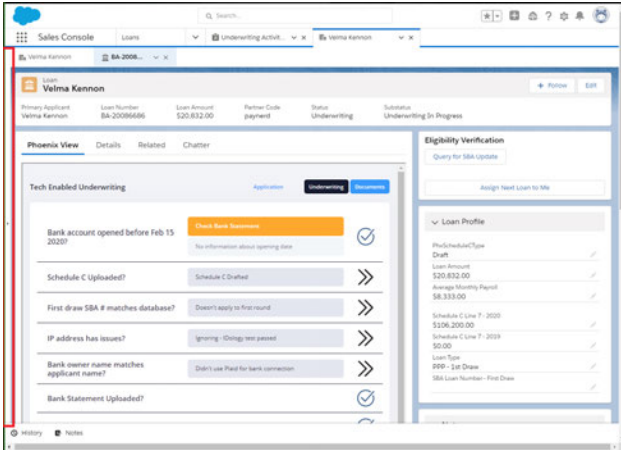 Search...
Sales Console
Loans
Underwriting Activit...
Velma Kennon
Velma Kennon
BA-2008...
Loan
Velma Kennon
+ Follow
Edit
Primary Applicant
Loan Number
Loan Amount
Partner Code
Status
Substatus
Velma Kennon
BA-20086686
$20,832.00
paynerd
Underwriting
Underwriting In Progress
Phoenix View
Details
Related
Chatter
Tech Enabled Underwriting
Application
Underwriting
Documents
Bank account opened before Feb 15
2020?
Check Bank Statement
No information about opening date
Schedule C Uploaded?
Schedule C Drafted
First draw SBA # matches database?
Doesn't apply to first round
IP address has issues?
Ignoring - IDology test passed
Bank owner name matches
applicant name?
Didn't use Plaid for bank connection
Bank Statement Uploaded?
Eligibility Verification
Query for SBA Update
Assign Next Loan to Me
Loan Profile
PhxScheduleCType
Draft
Loan Amount
$20,832.00
Average Monthly Payroll
$8,333.00
Schedule C Line 7 - 2020
$106,200.00
Schedule C Line 7 - 2019
$0.00
Loan Type
PPP - 1st Draw
SBA Loan Number - First Draw
History
Notes